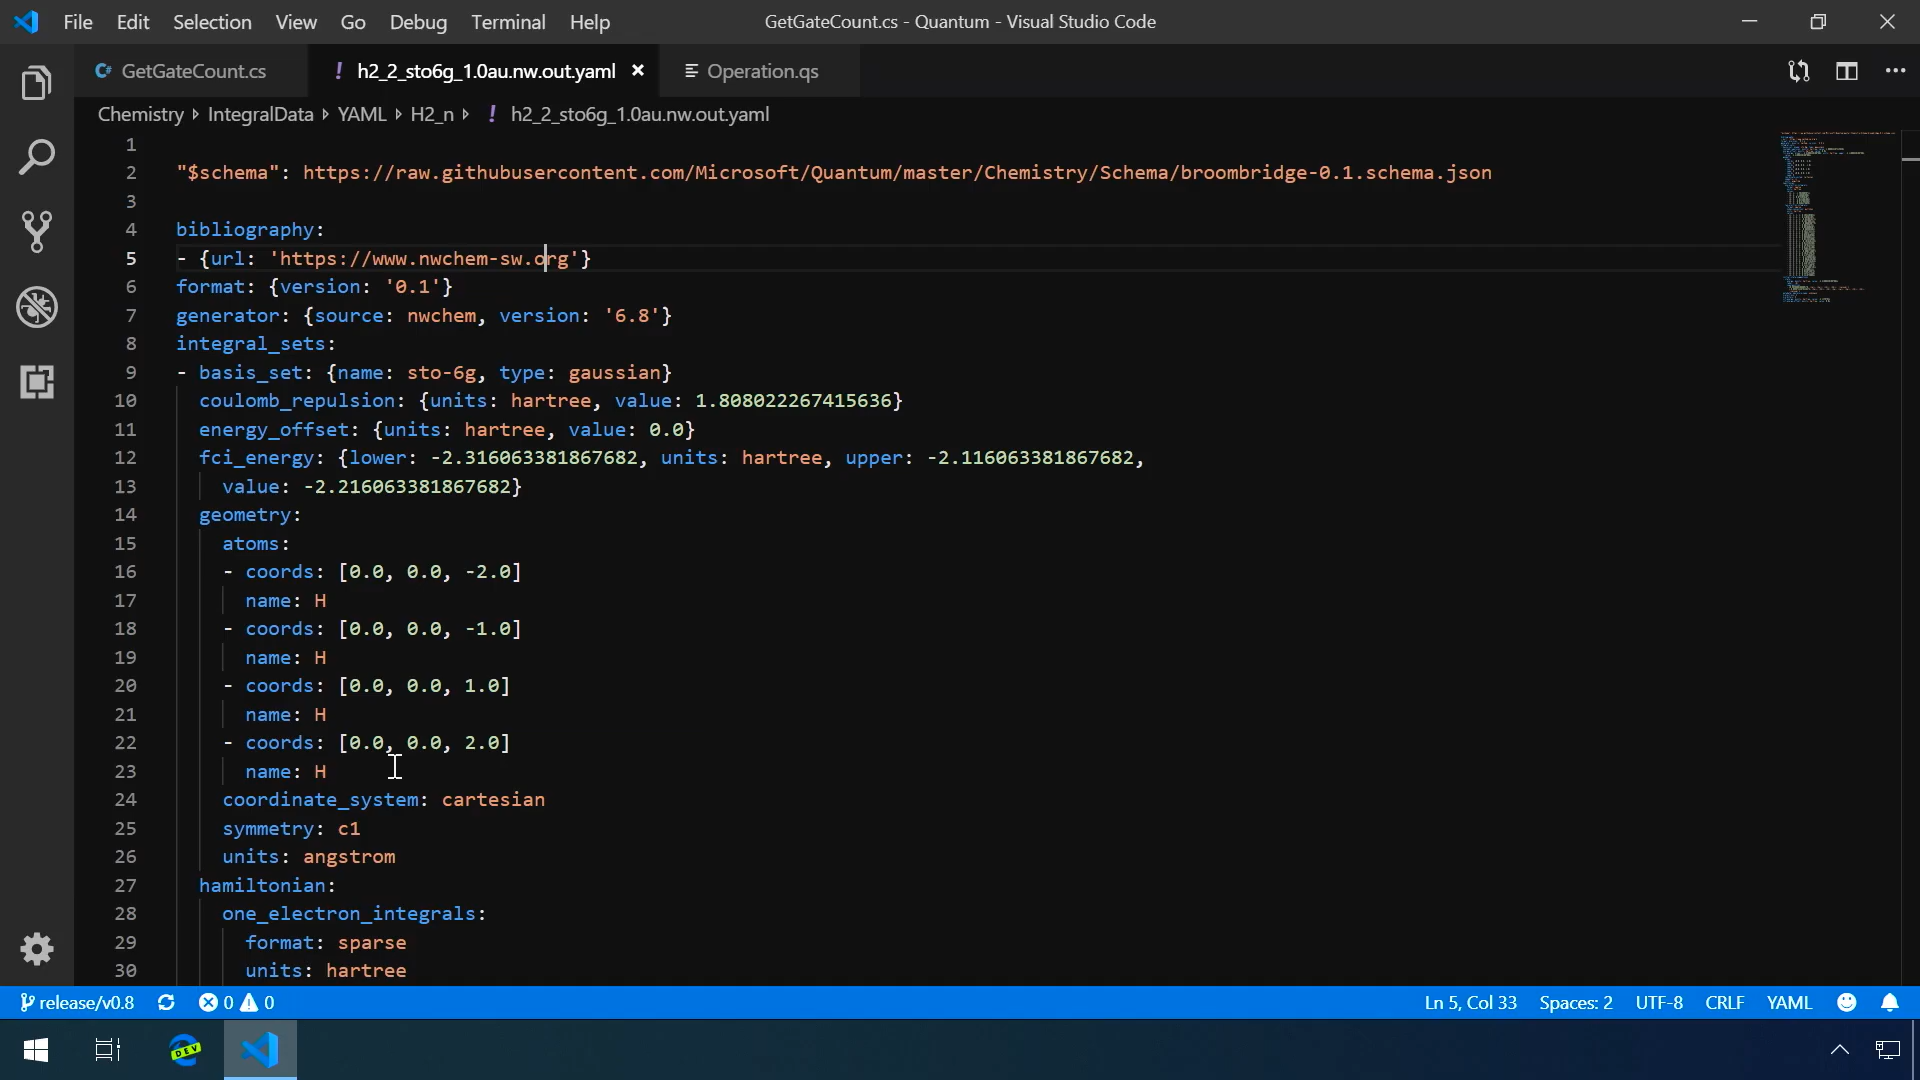 File Edit Selection View Go Debug Terminal Help GetGateCount.cs - Quantum - Visual Studio Code
GetGateCount.cs ! h2_2_sto6g_1.0au.nw.out.yaml Operation.qs
Chemistry IntegralData YAML H2_n ! h2_2_sto6g_1.0au.nw.out.yaml
1
2 "$schema": https://raw.githubusercontent.com/Microsoft/Quantum/master/Chemistry/Schema/broombridge-0.1.schema.json
3
4 bibliography:
5 - {url: 'https://www.nwchem-sw.org'}
6 format: {version: '0.1'}
7 generator: {source: nwchem, version: '6.8'}
8 integral_sets:
9 - basis_set: {name: sto-6g, type: gaussian}
10 coulomb_repulsion: {units: hartree, value: 1.808022267415636}
11 energy_offset: {units: hartree, value: 0.0}
12 fci_energy: {lower: -2.316063381867682, units: hartree, upper: -2.116063381867682,
13 value: -2.216063381867682}
14 geometry:
15 atoms:
16 - coords: [0.0, 0.0, -2.0]
17 name: H
18 - coords: [0.0, 0.0, -1.0]
19 name: H
20 - coords: [0.0, 0.0, 1.0]
21 name: H
22 - coords: [0.0, 0.0, 2.0]
23 name: H
24 coordinate_system: cartesian
25 symmetry: c1
26 units: angstrom
27 hamiltonian:
28 one_electron_integrals:
29 format: sparse
30 units: hartree
release/v0.8 0 0 Ln 5, Col 33 Spaces: 2 UTF-8 CRLF YAML
DEV